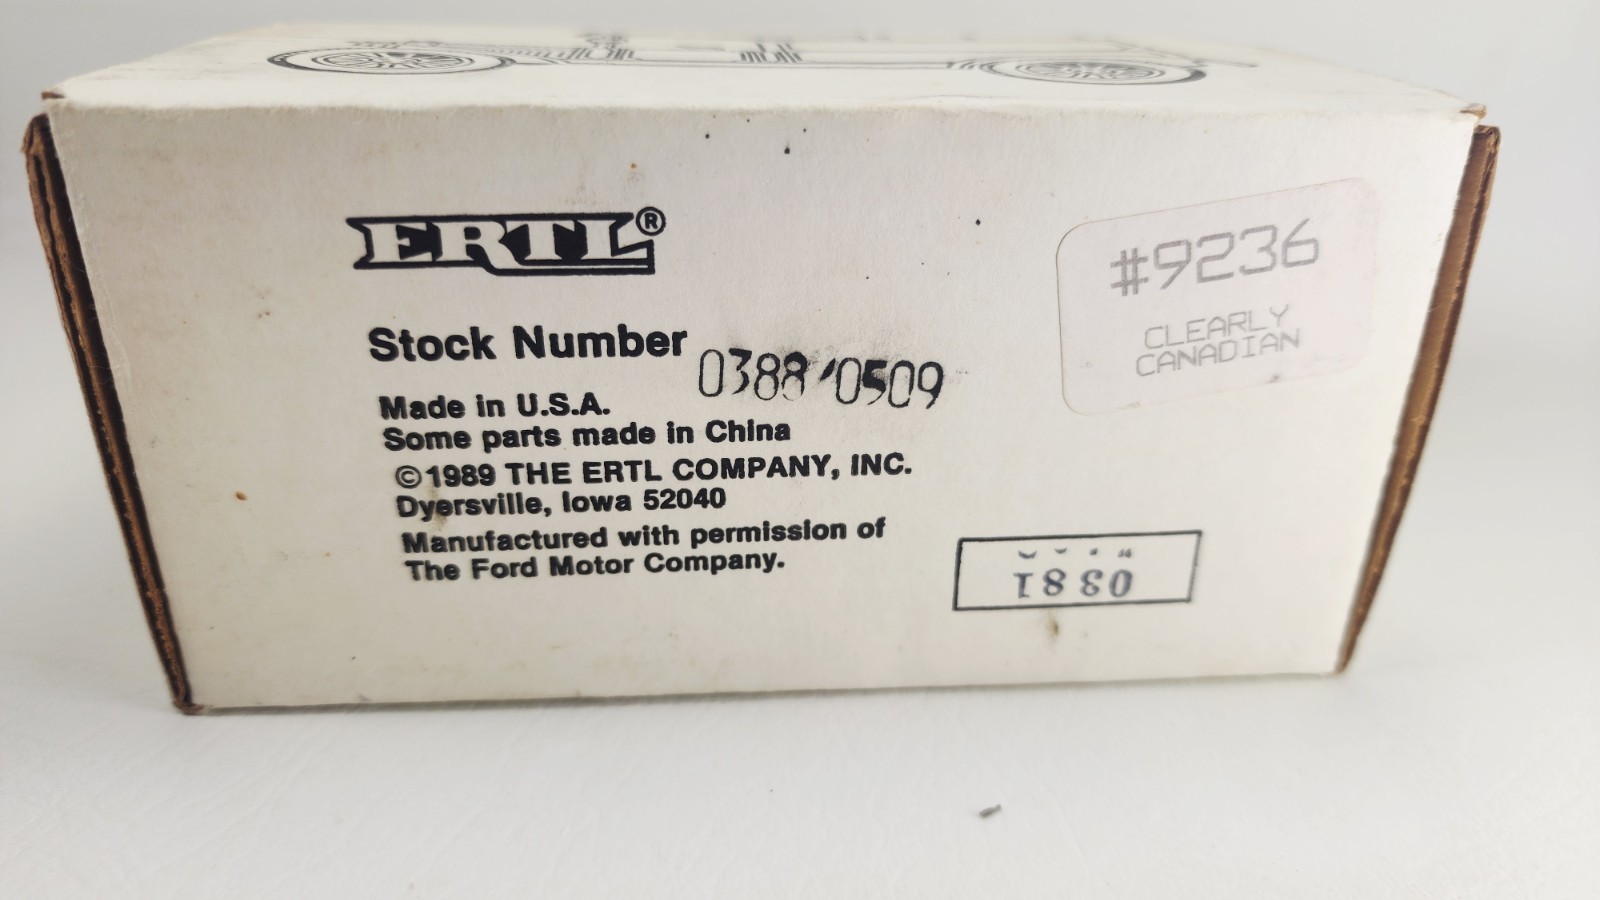 ERTL®
#9236
CLEARLY
CANADIAN
Stock Number 0388 0509
Made in U.S.A.
Some parts made in China
©1989 THE ERTL COMPANY, INC.
Dyersville, Iowa 52040
Manufactured with permission of
The Ford Motor Company.
0381